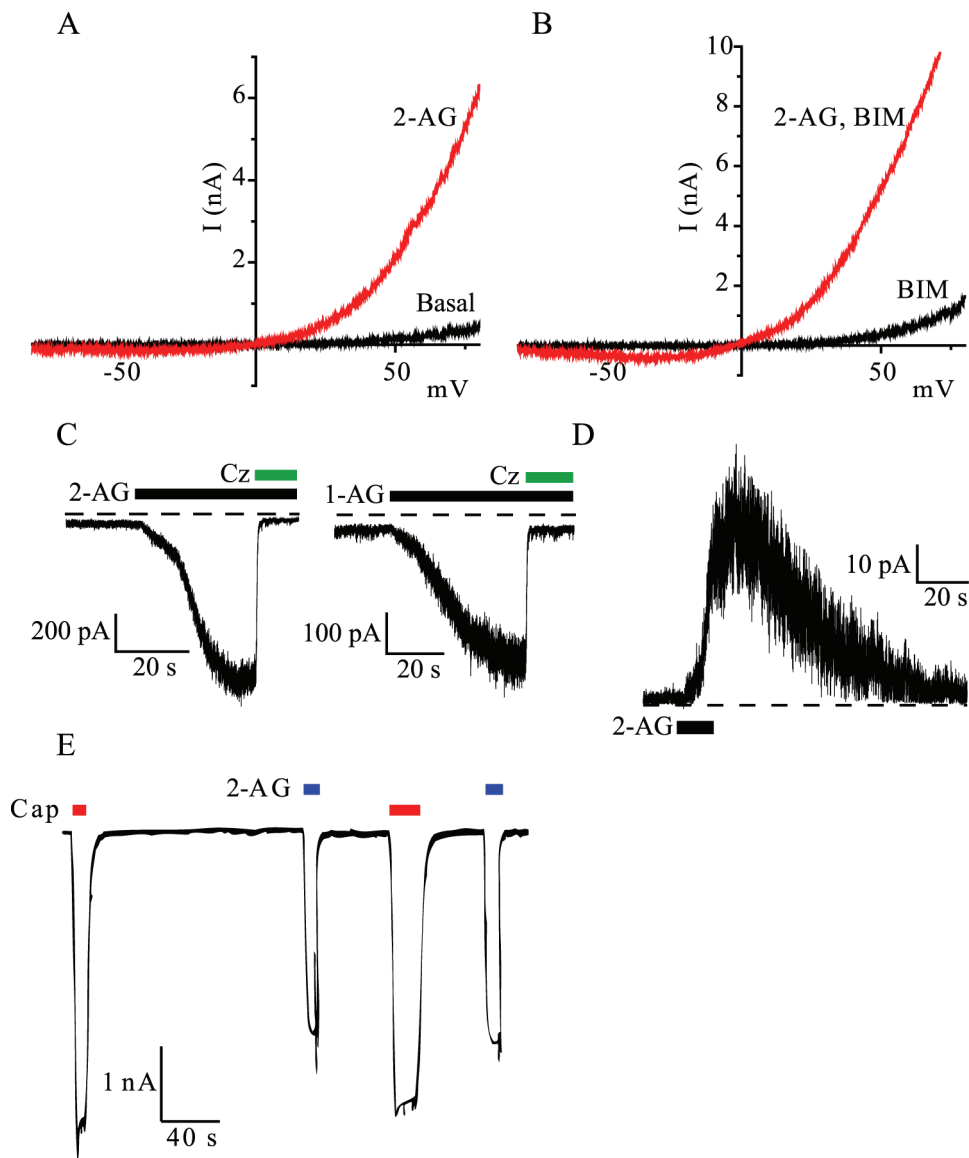 A
B
10
6
8
2-AG
2-AG, BIM
6
I (nA)
4
I (nA)
4
2
2
Basal
BIM
-50
50
-50
50
mV
mV
C
D
Cz
2-AG
Cz
1-AG
10 pA
20 s
200 pA
20 s
100 pA
20 s
2-AG
E
2-AG
Cap
1 nA
40 s